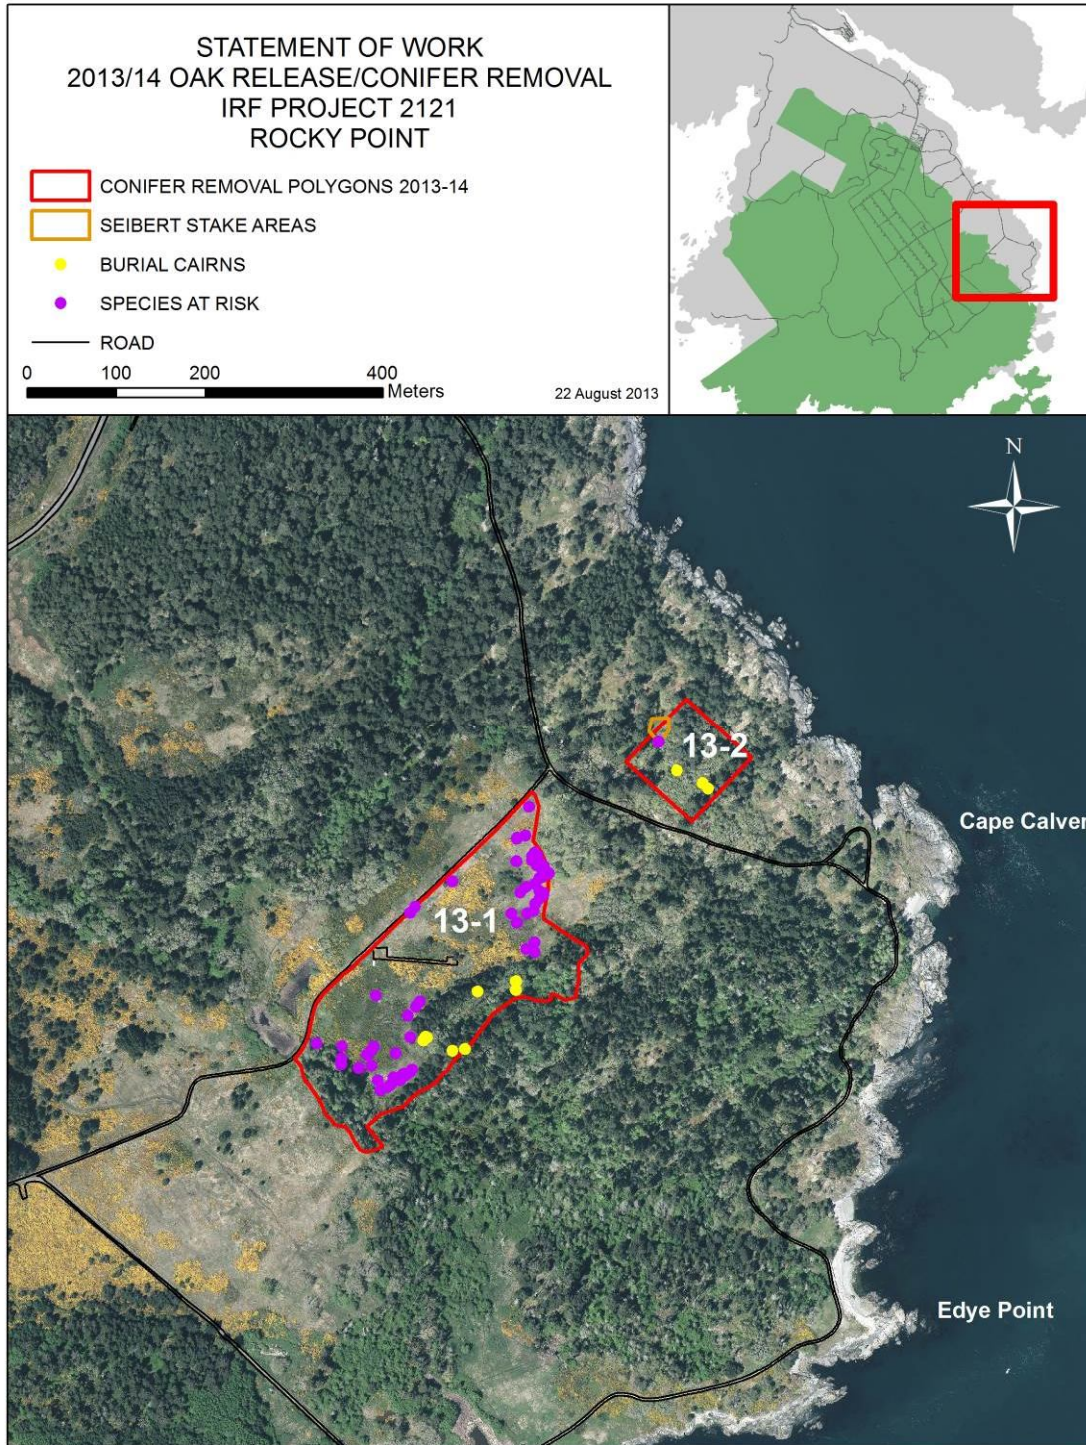 STATEMENT OF WORK
2013/14 OAK RELEASE/CONIFER REMOVAL
IRF PROJECT 2121
ROCKY POINT
CONIFER REMOVAL POLYGONS 2013-14
SEIBERT STAKE AREAS
BURIAL CAIRNS
SPECIES AT RISK
ROAD
0 100 200 400
Meters
22 August 2013
N
13-2
Cape Calver
13-1
Edye Point